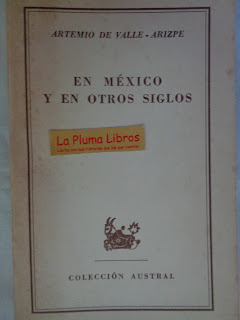 ARTEMIO DE VALLE-ARIZPE
EN MÉXICO
Y EN OTROS SIGLOS
La Pluma Libros
COLECCIÓN AUSTRAL